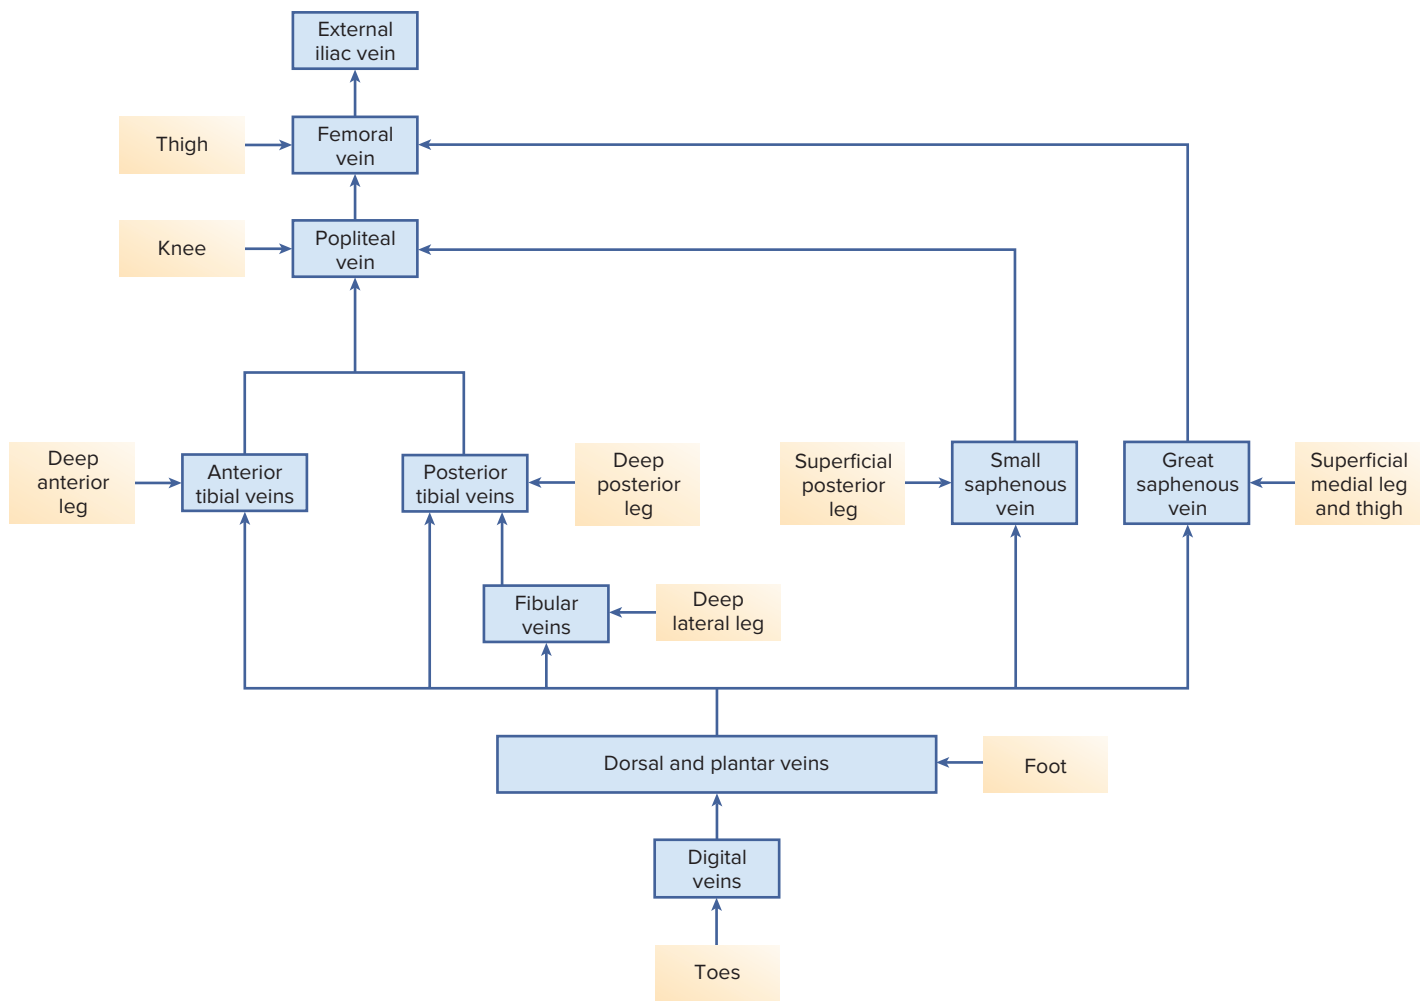 External
iliac vein
Thigh
Femoral
vein
Knee
Popliteal
vein
Deep
anterior
leg
Anterior
tibial veins
Posterior
tibial veins
Deep
posterior
leg
Superficial
posterior
leg
Small
saphenous
vein
Great
saphenous
vein
Superficial
medial leg
and thigh
Fibular
veins
Deep
lateral leg
Dorsal and plantar veins
Foot
Digital
veins
Toes